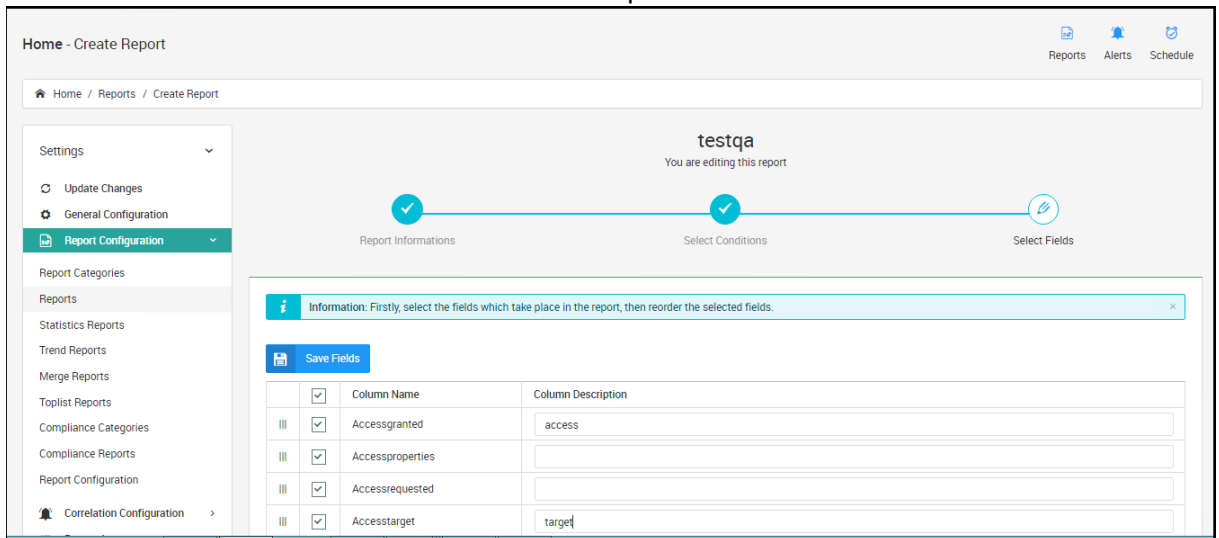 Home - Create Report
Reports Alerts Schedule
Home / Reports / Create Report
Settings
testqa
You are editing this report
Update Changes
General Configuration
Report Configuration
Report Informations Select Conditions Select Fields
Report Categories
Reports
Information: Firstly, select the fields which take place in the report, then reorder the selected fields.
Statistics Reports
Trend Reports
Save Fields
Merge Reports
Column Name Column Description
Toplist Reports
Accessgranted access
Compliance Categories
Compliance Reports
Accessproperties
Report Configuration
Accessrequested
Correlation Configuration
Accesstarget target